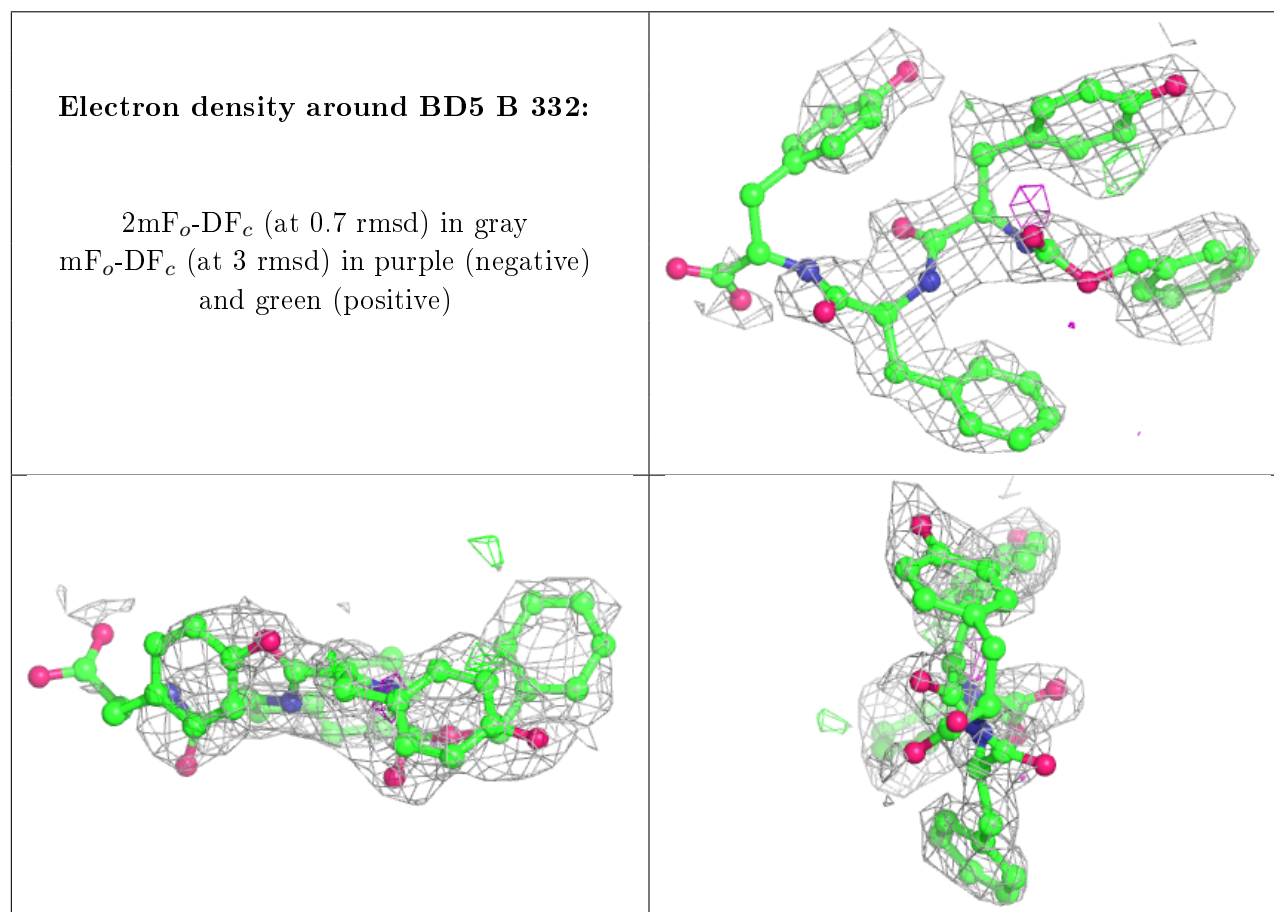 Electron density around BD5 B 332:
2mFo-DFc (at 0.7 rmsd) in gray
mFo-DFc (at 3 rmsd) in purple (negative)
and green (positive)